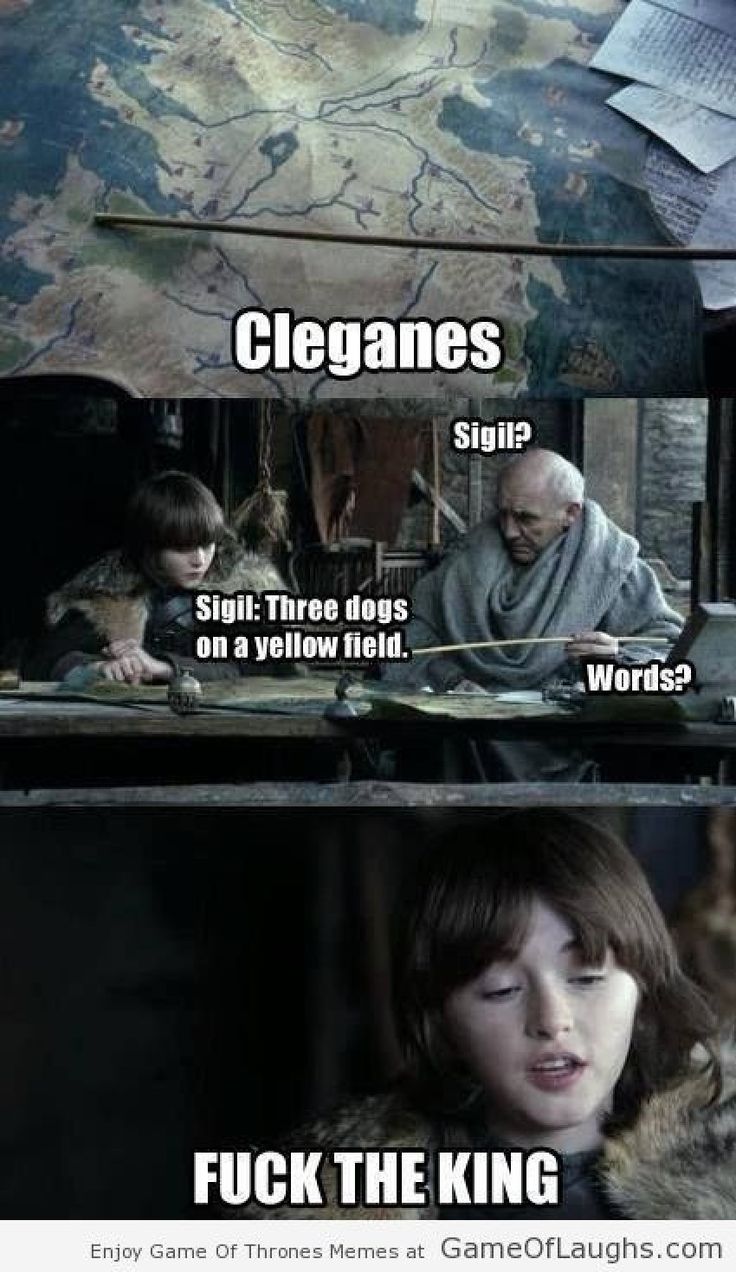 Cleganes
Sigil?
Sigil: Three dogs
on a yellow field.
Words?
FUCK THE KING
Enjoy Game Of Thrones Memes at GameOfLaughs.com